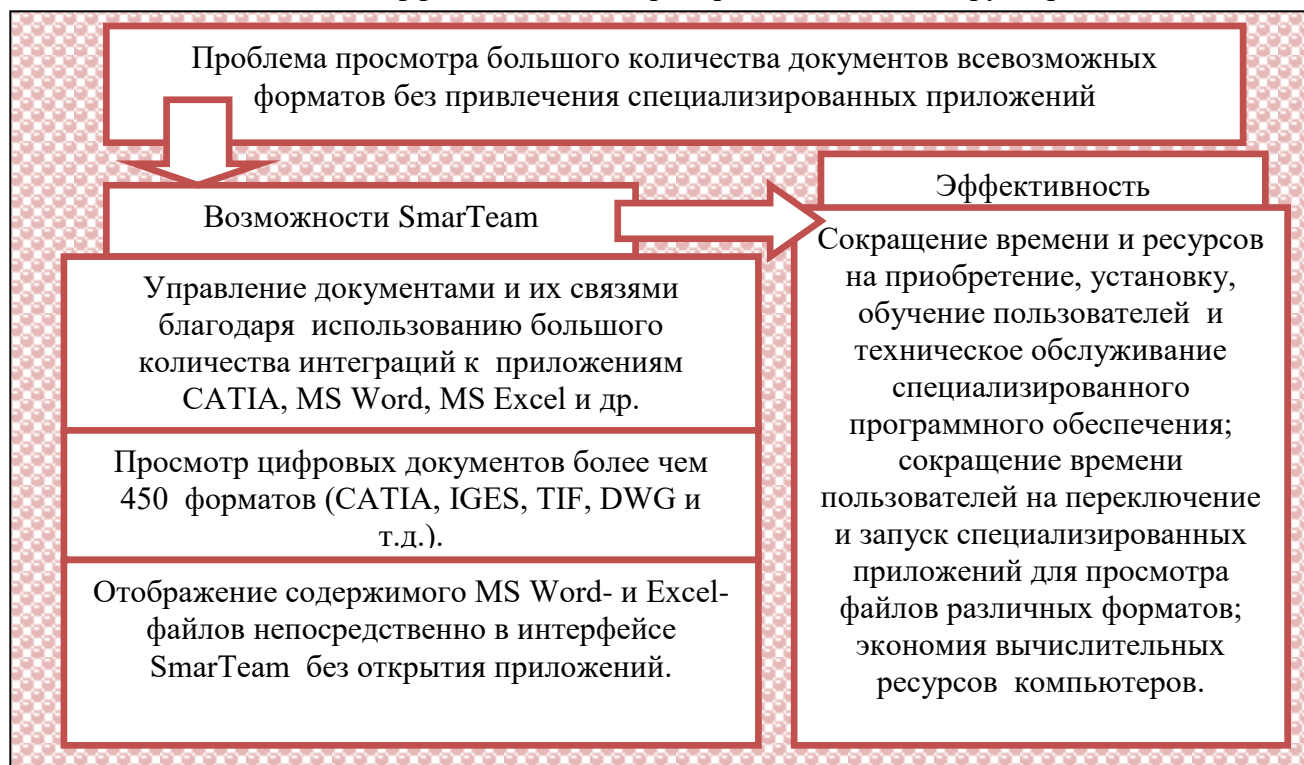 Проблема просмотра большого количества документов всевозможных
форматов без привлечения специализированных приложений
Возможности SmarTeam
Управление документами и их связями
благодаря использованию большого
количества интеграций к приложениям
CATIA, MS Word, MS Excel и др.
Просмотр цифровых документов более чем
450 форматов (CATIA, IGES, TIF, DWG и
т.д.).
Отображение содержимого MS Word- и Excel-
файлов непосредственно в интерфейсе
SmarTeam без открытия приложений.
Эффективность
Сокращение времени и ресурсов
на приобретение, установку,
обучение пользователей и
техническое обслуживание
специализированного
программного обеспечения;
сокращение времени
пользователей на переключение
и запуск специализированных
приложений для просмотра
файлов различных форматов;
экономия вычислительных
ресурсов компьютеров.